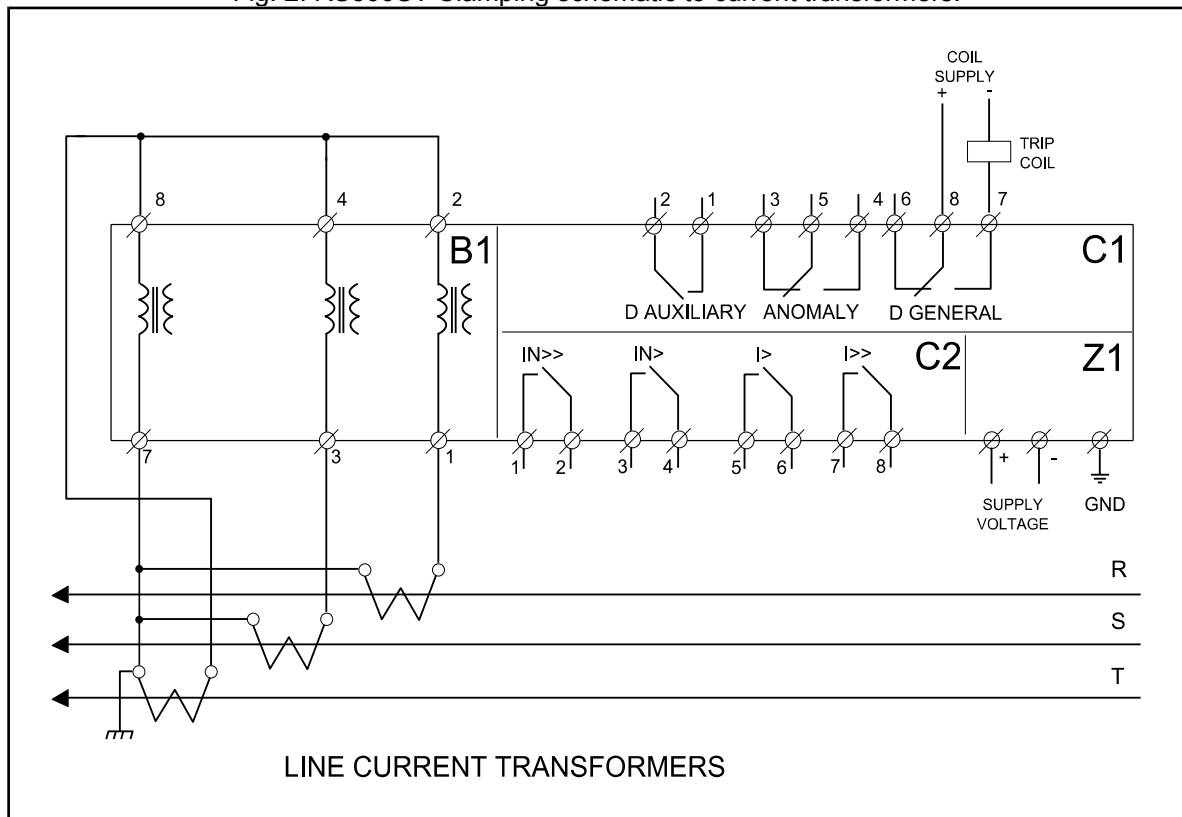 COIL
SUPPLY
+ -
TRIP
COIL
8 4 2 2 1 3 5 4 6 8 7
B1 C1
D AUXILIARY ANOMALY D GENERAL
IN>> IN> I> I>> C2 Z1
7 3 1 1 2 3 4 5 6 7 8 + -
SUPPLY
VOLTAGE
GND
R
S
T
LINE CURRENT TRANSFORMERS